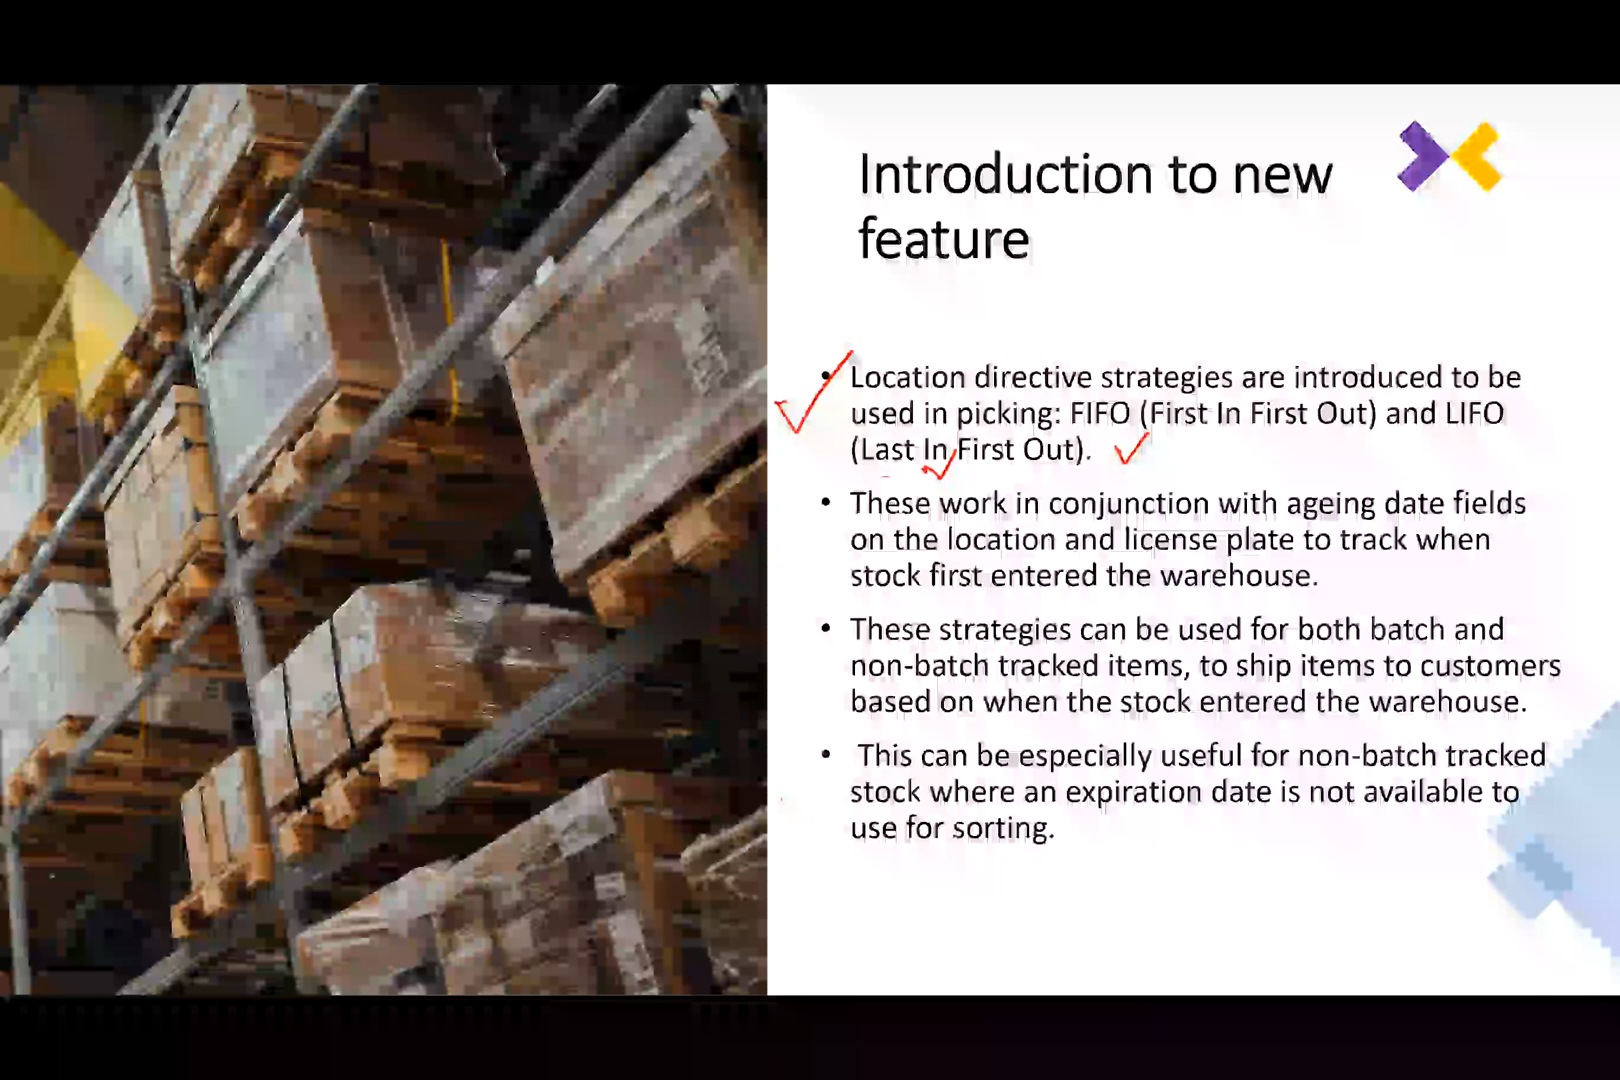 Introduction to new
feature
• Location directive strategies are introduced to be
used in picking: FIFO (First In First Out) and LIFO
(Last In First Out).
• These work in conjunction with ageing date fields
on the location and license plate to track when
stock first entered the warehouse.
• These strategies can be used for both batch and
non-batch tracked items, to ship items to customers
based on when the stock entered the warehouse.
• This can be especially useful for non-batch tracked
stock where an expiration date is not available to
use for sorting.